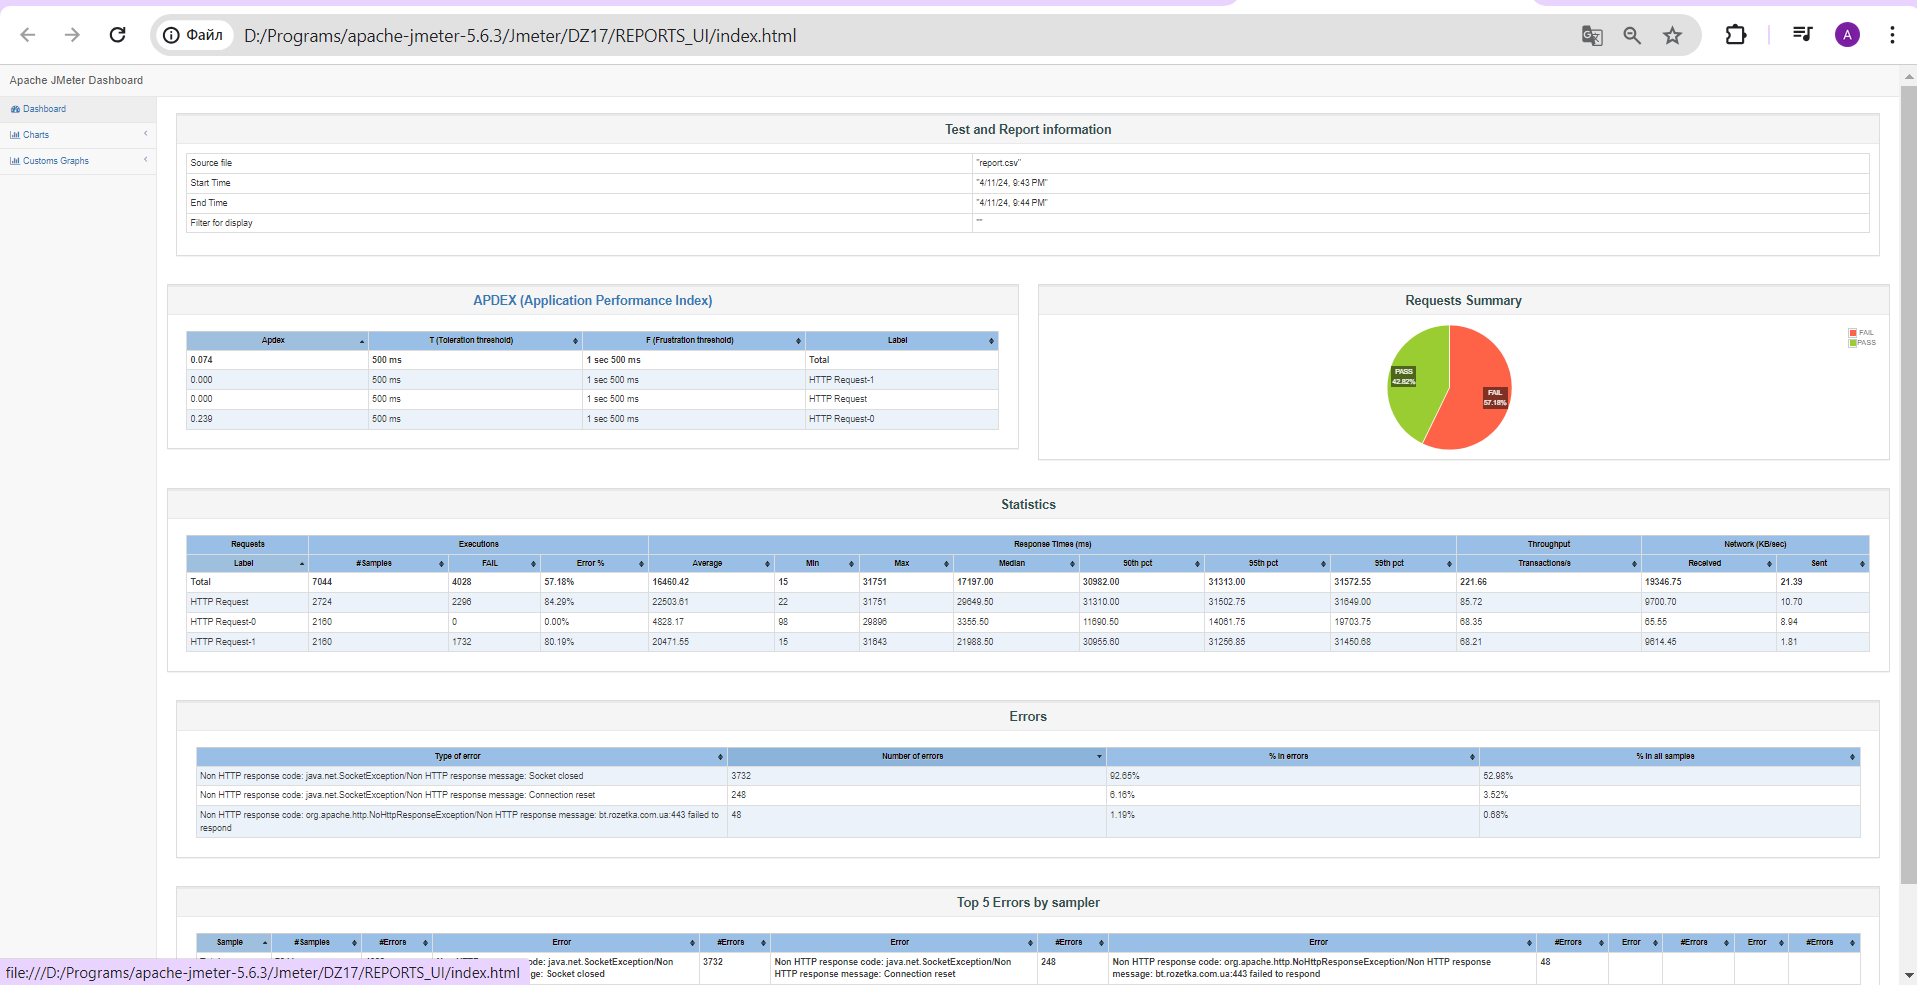 Файл
D:/Programs/apache-jmeter-5.6.3/Jmeter/DZ17/REPORTS_UI/index.html
A
Apache JMeter Dashboard
Dashboard
Charts
Customs Graphs
Test and Report information
Source file "report.csv"
Start Time "4/11/24, 9:43 PM"
End Time "4/11/24, 9:44 PM"
Filter for display ""
APDEX (Application Performance Index)
Apdex T (Toleration threshold) F (Frustration threshold) Label
0.074 500 ms 1 sec 500 ms Total
0.000 500 ms 1 sec 500 ms HTTP Request-1
0.000 500 ms 1 sec 500 ms HTTP Request
0.239 500 ms 1 sec 500 ms HTTP Request-0
Requests Summary
FAIL
PASS
PASS
42.82%
FAIL
57.18%
Statistics
Requests Executions Response Times (ms) Throughput Network (KB/sec)
Label #Samples FAIL Error % Average Min Max Median 90th pct 95th pct 99th pct Transactions/s Received Sent
Total 7044 4028 57.18% 16460.42 15 31751 17197.00 30982.00 31313.00 31572.55 221.66 19346.75 21.39
HTTP Request 2724 2296 84.29% 22503.61 22 31751 29649.50 31310.00 31502.75 31649.00 85.72 9700.70 10.70
HTTP Request-0 2160 0 0.00% 4828.17 98 29896 3355.50 11690.50 14061.75 19703.75 68.35 65.55 8.94
HTTP Request-1 2160 1732 80.19% 20471.55 15 31643 21988.50 30955.60 31256.85 31450.68 68.21 9614.45 1.81
Errors
Type of error Number of errors % in errors % in all samples
Non HTTP response code: java.net.SocketException/Non HTTP response message: Socket closed 3732 92.65% 52.98%
Non HTTP response code: java.net.SocketException/Non HTTP response message: Connection reset 248 6.16% 3.52%
Non HTTP response code: org.apache.http.NoHttpResponseException/Non HTTP response message: bt.rozetka.com.ua:443 failed to
respond 48 1.19% 0.68%
Top 5 Errors by sampler
Sample #Samples #Errors Error #Errors Error #Errors Error #Errors Error #Errors Error #Errors
java.net.SocketException/Non 3732 Non HTTP response code: java.net.SocketException/Non 248 Non HTTP response code: org.apache.http.NoHttpResponseException/Non HTTP response 48
Socket closed HTTP response message: Connection reset message: bt.rozetka.com.ua:443 failed to respond
file:///D:/Programs/apache-jmeter-5.6.3/Jmeter/DZ17/REPORTS_UI/index.html